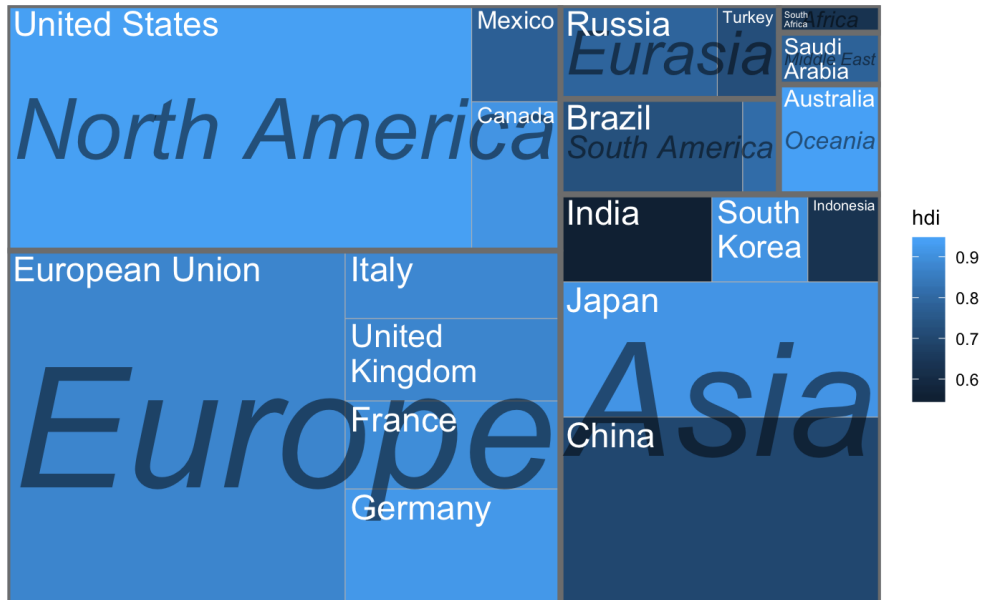 United States
Mexico
Canada
North America
European Union
Italy
United
Kingdom
France
Germany
Europe
Russia
Turkey
Eurasia
Brazil
South America
South
Africa
Africa
Saudi
Arabia
Middle East
Australia
Oceania
India
South
Korea
Indonesia
Japan
China
Asia
hdi
0.9
0.8
0.7
0.6